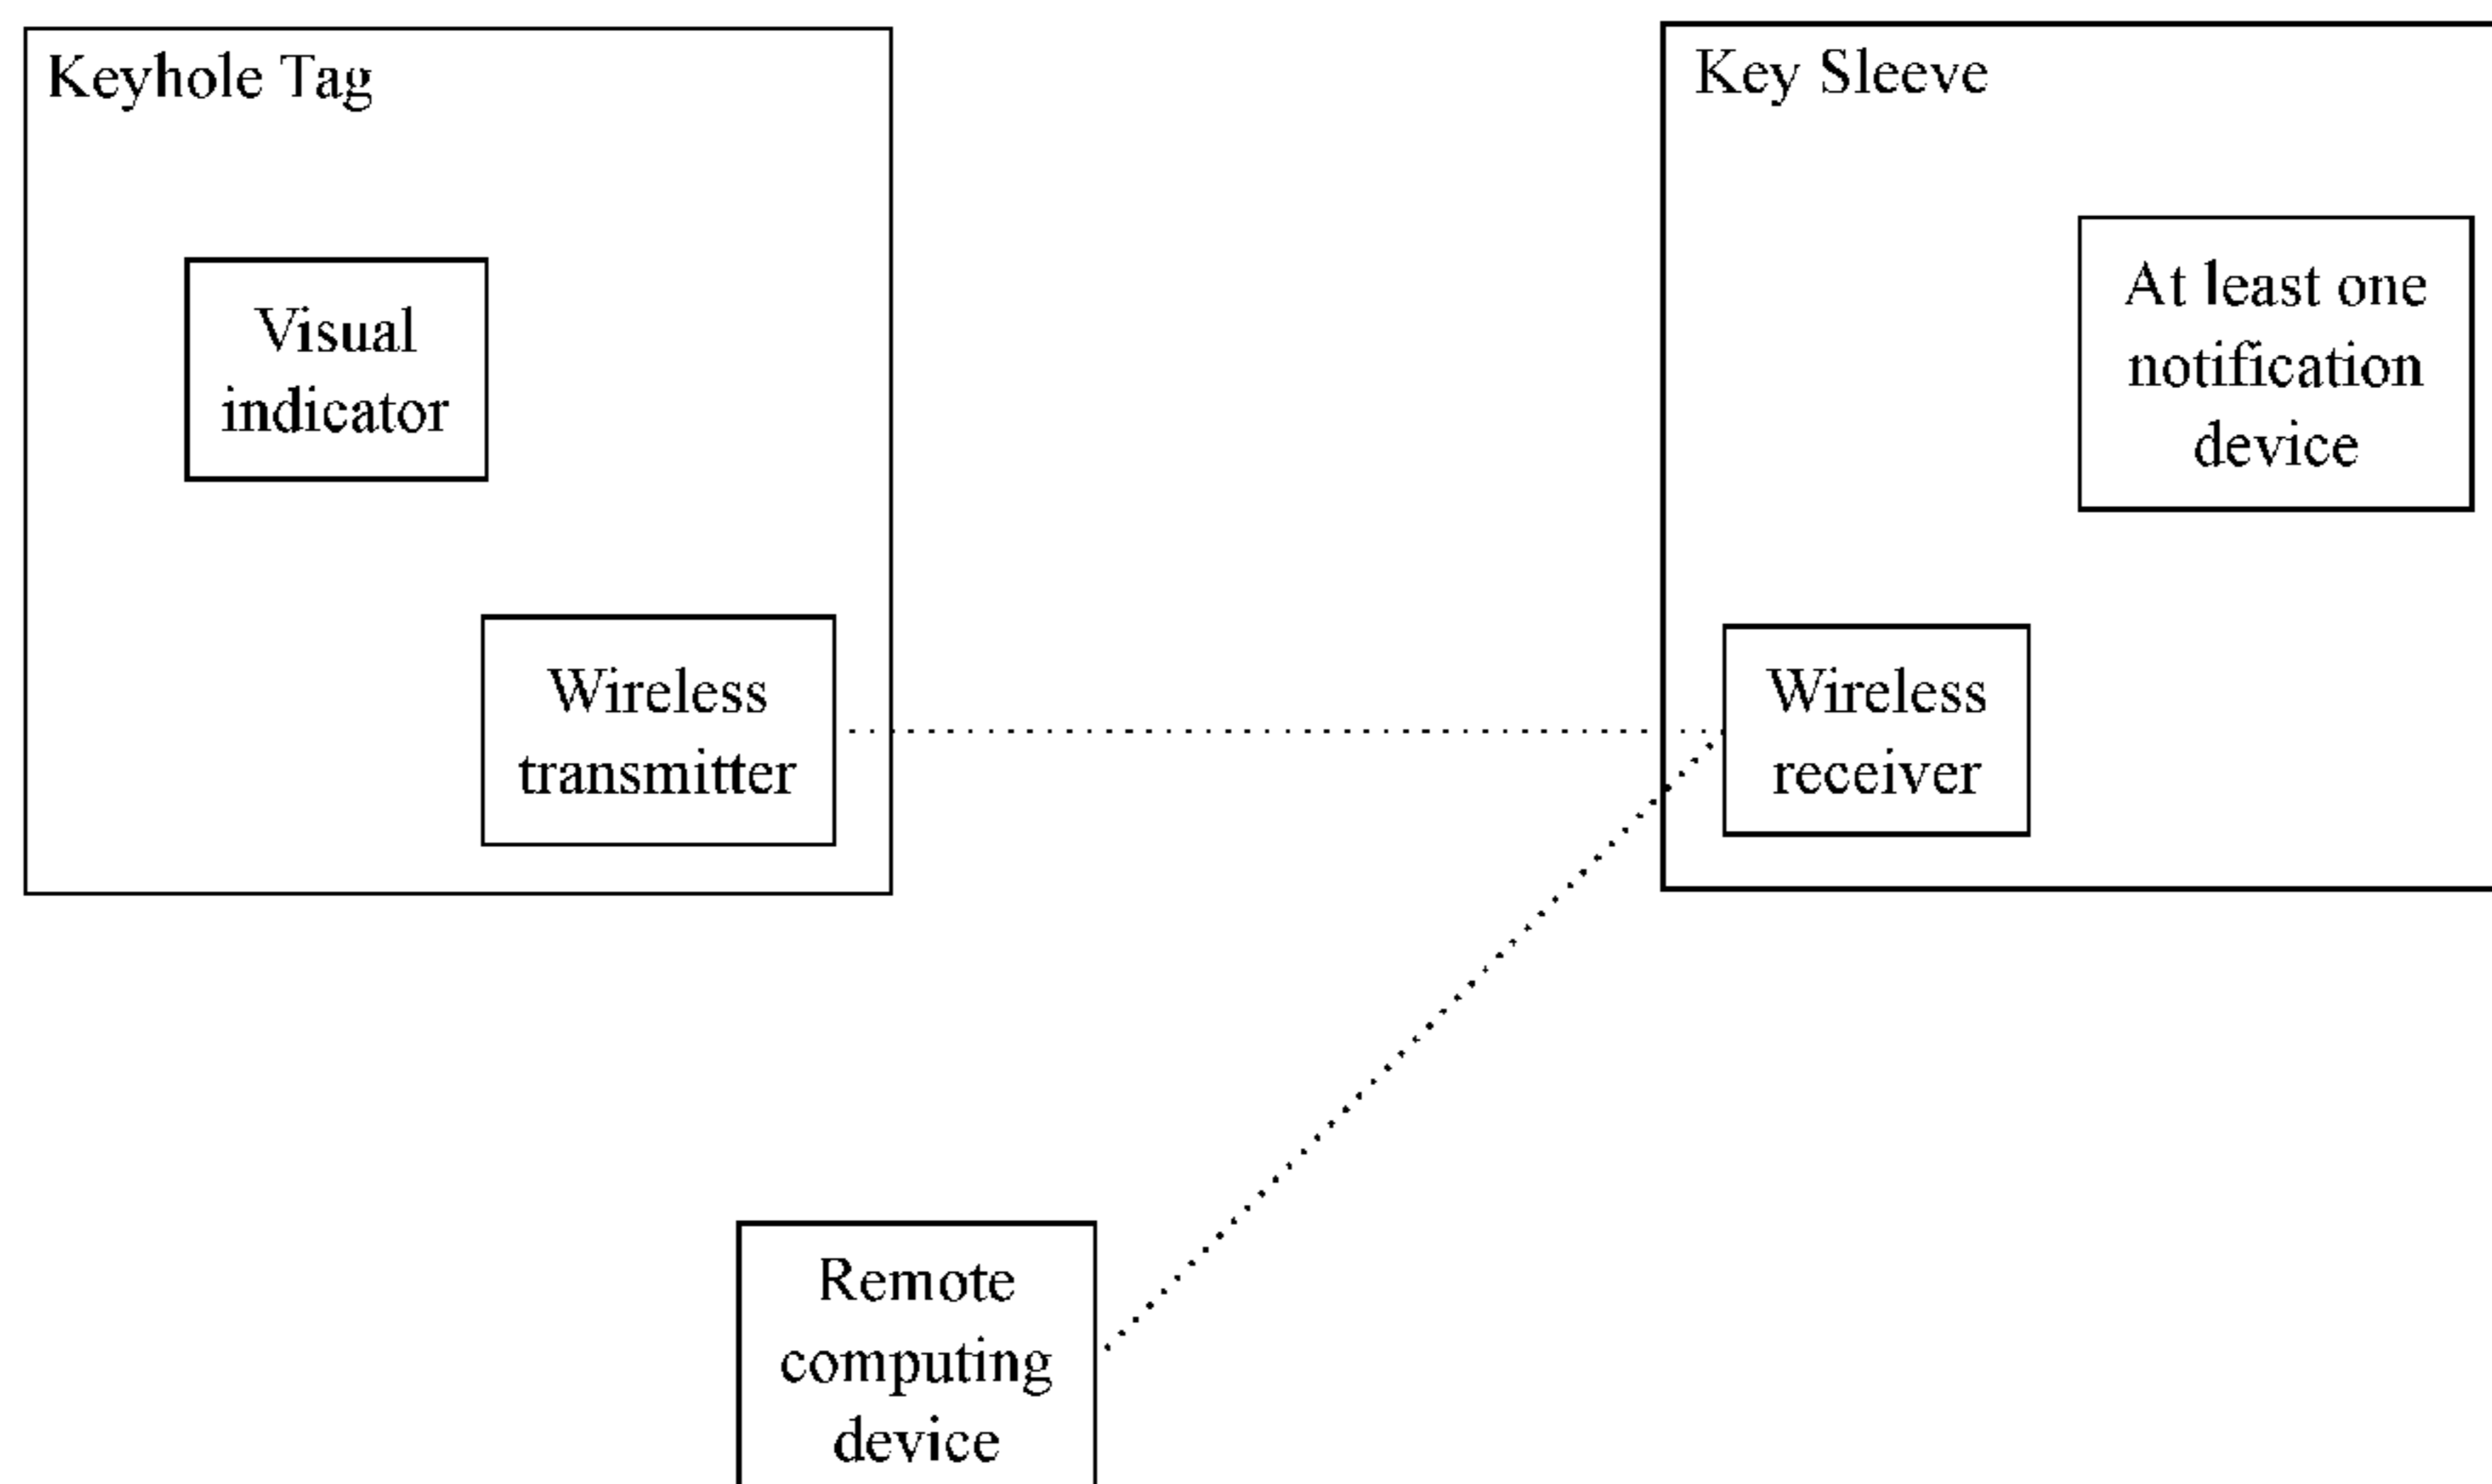 Keyhole Tag
Visual
indicator
Wireless
transmitter
Key Sleeve
At least one
notification
device
Wireless
receiver
Remote
computing
device